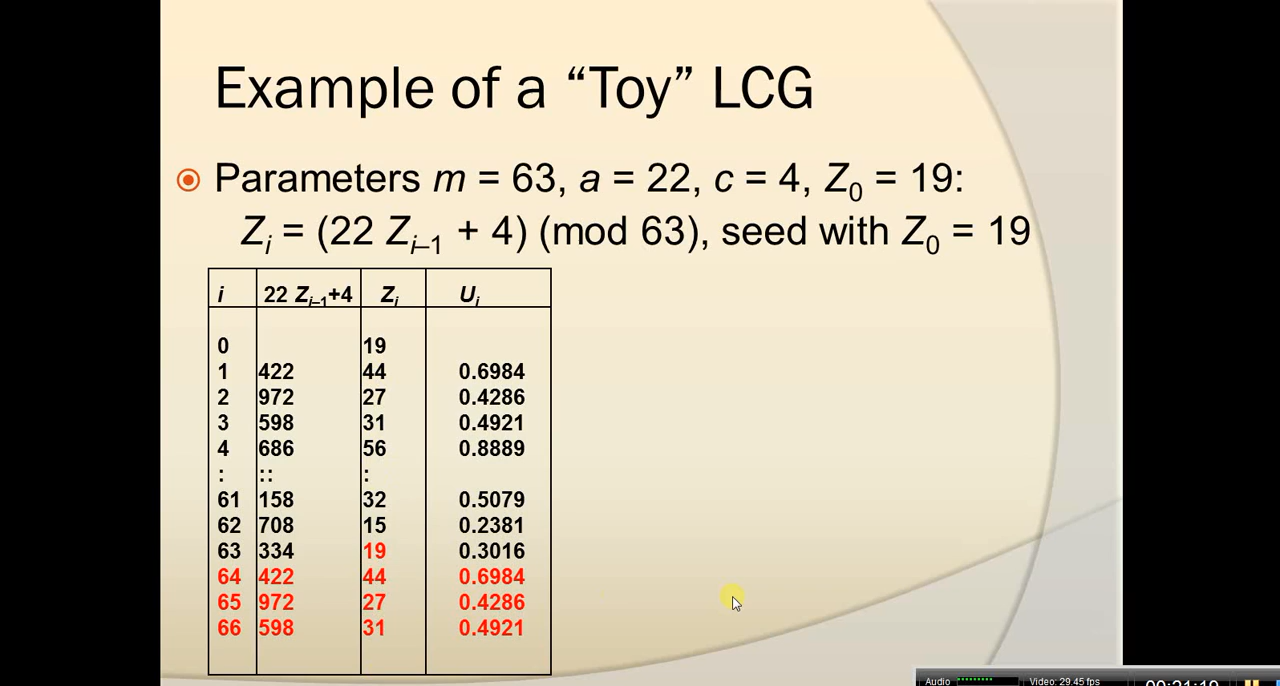 Example of a “Toy” LCG
Parameters m = 63, a = 22, c = 4, Z0 = 19:
Zi = (22 Zi–1 + 4) (mod 63), seed with Z0 = 19
i 22 Zi–1+4 Zi Ui
0 19
1 422 44 0.6984
2 972 27 0.4286
3 598 31 0.4921
4 686 56 0.8889
: :: :
61 158 32 0.5079
62 708 15 0.2381
63 334 19 0.3016
64 422 44 0.6984
65 972 27 0.4286
66 598 31 0.4921
Audio Video: 29.45 fps